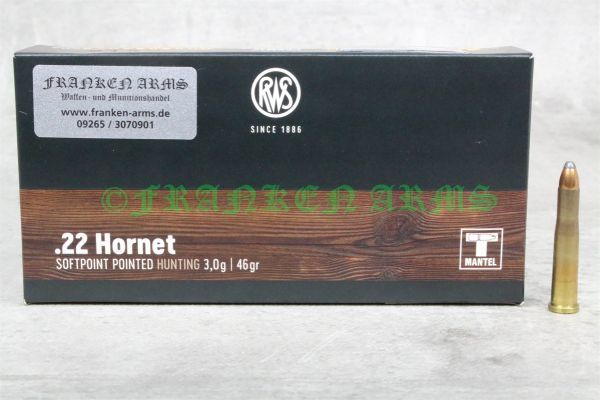 FRANKEN ARMS
Waffen - und Munitionshandel
www.franken-arms.de
09265 / 3070901
RWS
SINCE 1886
©FRANKEN ARMS
.22 Hornet
SOFTPOINT POINTED HUNTING 3,0g | 46gr
T
MANTEL